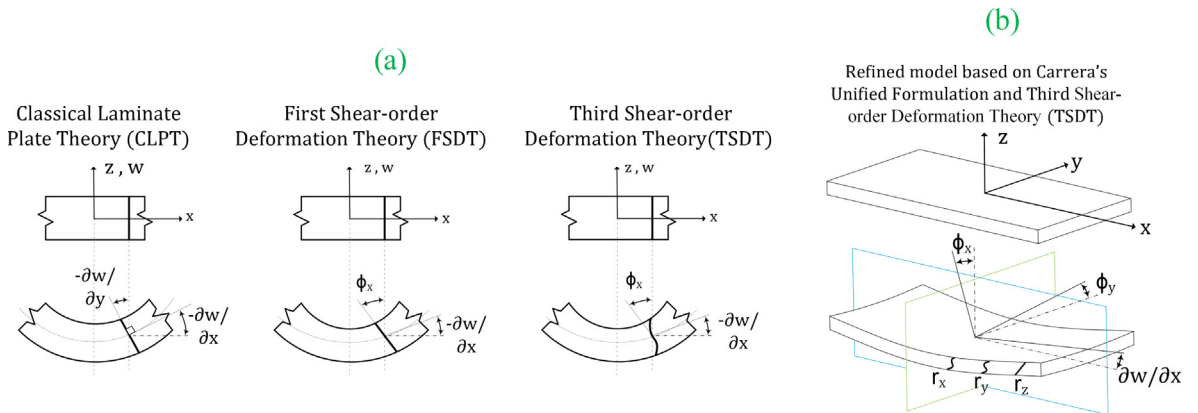 (a)
Classical Laminate
Plate Theory (CLPT)
z , w
x
-∂w/
∂y
-∂w/
∂x
First Shear-order
Deformation Theory (FSDT)
z, w
x
ϕx
-∂w/
∂x
Third Shear-order
Deformation Theory(TSDT)
z, w
x
ϕx
-∂w/
∂x
(b)
Refined model based on Carrera's
Unified Formulation and Third Shear-
order Deformation Theory (TSDT)
z
y
x
ϕx
ϕy
∂w/∂x
rx
ry
rz